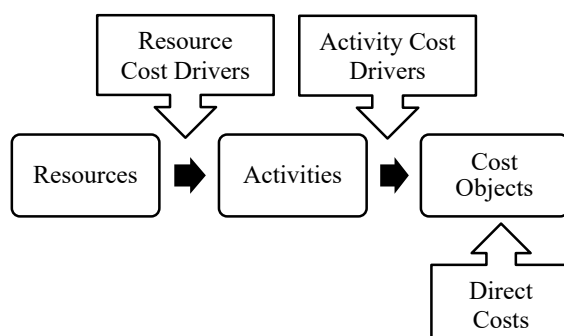 Resource
Cost Drivers
Activity Cost
Drivers
Resources
Activities
Cost
Objects
Direct
Costs